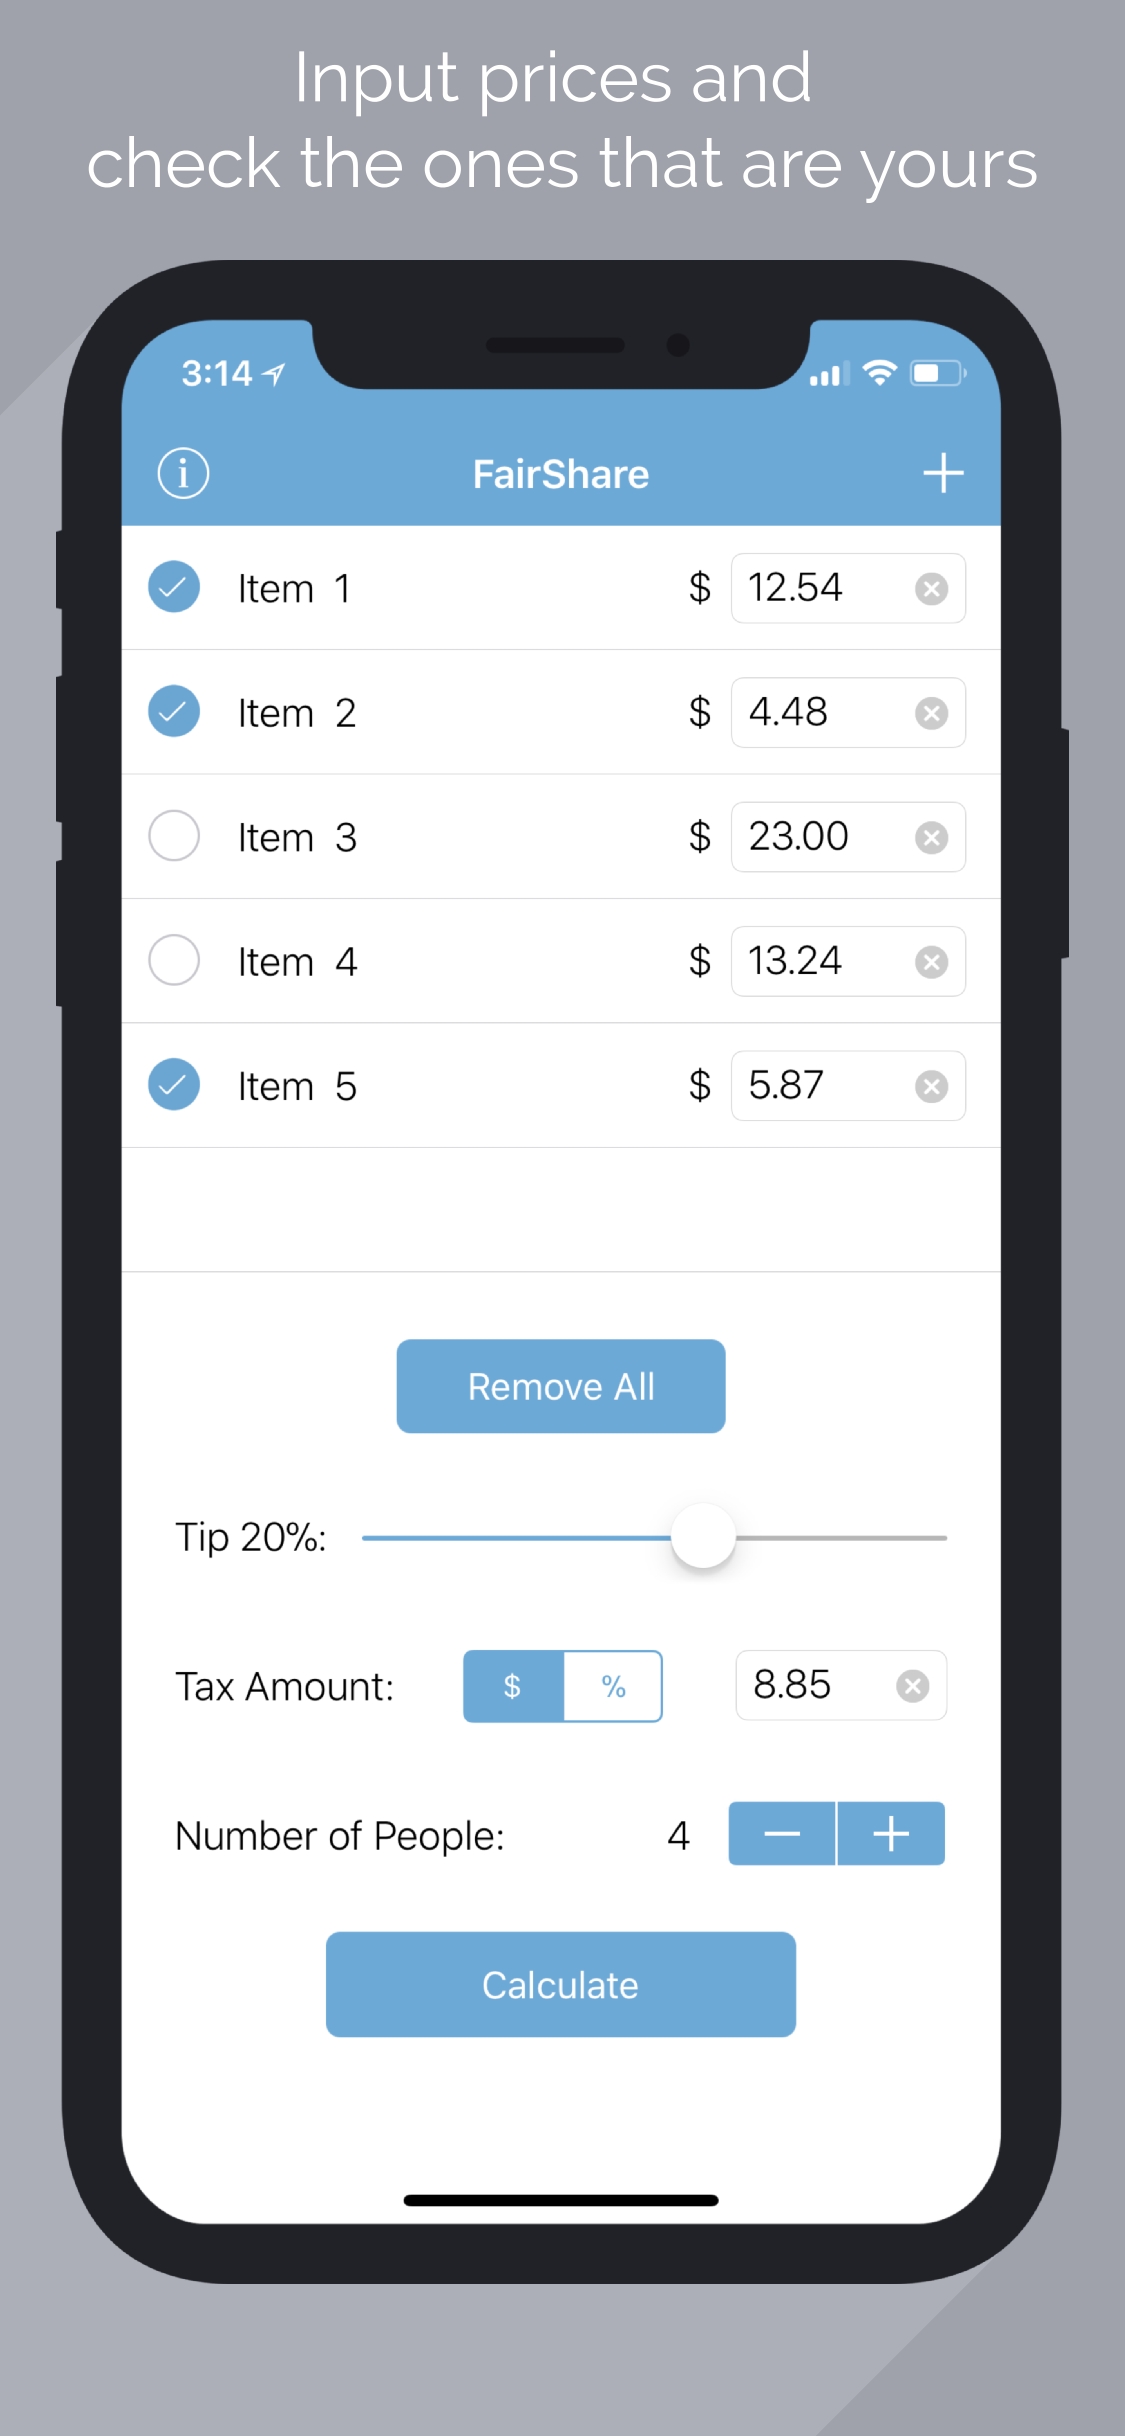 Input prices and
check the ones that are yours
3:14
i
FairShare
Item 1 $ 12.54
Item 2 $ 4.48
Item 3 $ 23.00
Item 4 $ 13.24
Item 5 $ 5.87
Remove All
Tip 20%:
Tax Amount: $ % 8.85
Number of People: 4 − +
Calculate